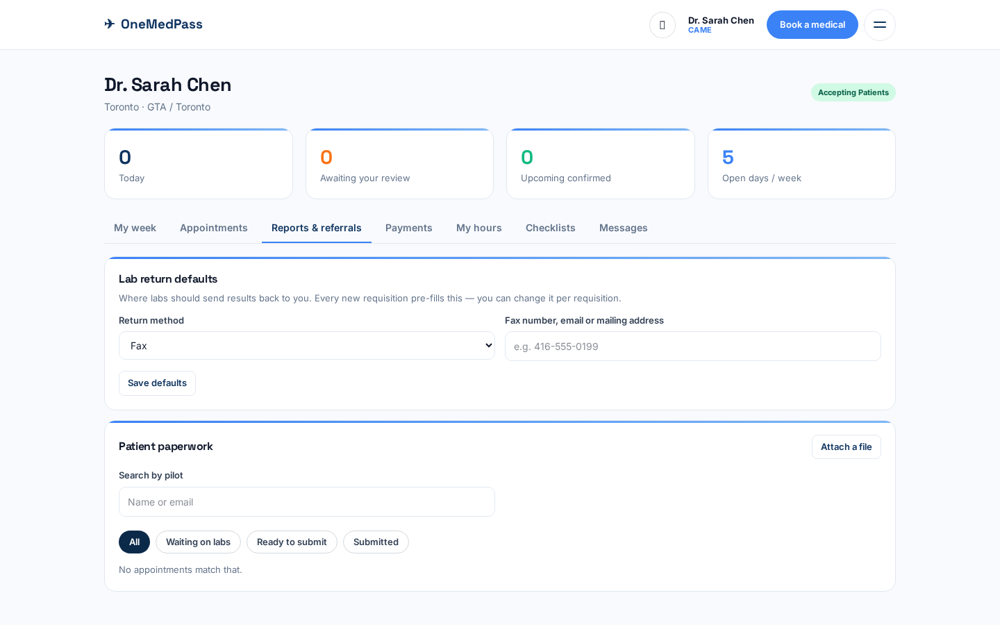 ✈ OneMedPass
Dr. Sarah Chen
CAME
Book a medical
Dr. Sarah Chen
Toronto · GTA / Toronto
Accepting Patients
0
Today
0
Awaiting your review
0
Upcoming confirmed
5
Open days / week
My week
Appointments
Reports & referrals
Payments
My hours
Checklists
Messages
Lab return defaults
Where labs should send results back to you. Every new requisition pre-fills this — you can change it per requisition.
Return method
Fax number, email or mailing address
Fax
e.g. 416-555-0199
Save defaults
Patient paperwork
Attach a file
Search by pilot
Name or email
All
Waiting on labs
Ready to submit
Submitted
No appointments match that.